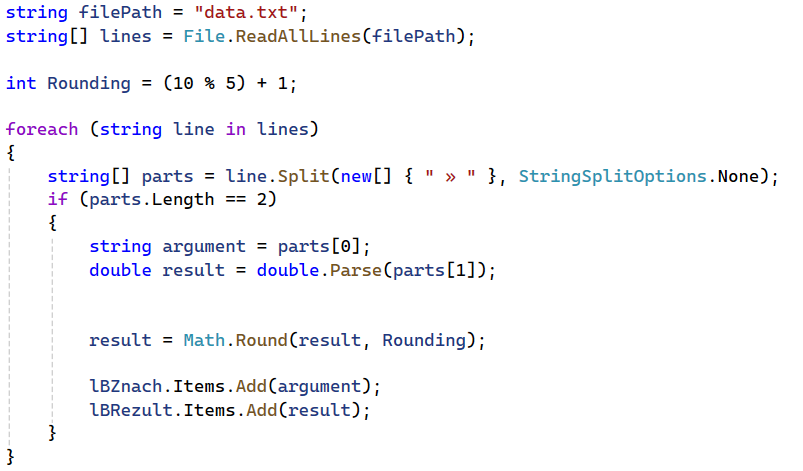 string filePath = "data.txt";
string[] lines = File.ReadAllLines(filePath);
int Rounding = (10 % 5) + 1;
foreach (string line in lines)
{
string[] parts = line.Split(new[] { " » " }, StringSplitOptions.None);
if (parts.Length == 2)
{
string argument = parts[0];
double result = double.Parse(parts[1]);
result = Math.Round(result, Rounding);
lBZnach.Items.Add(argument);
lBRezult.Items.Add(result);
}
}